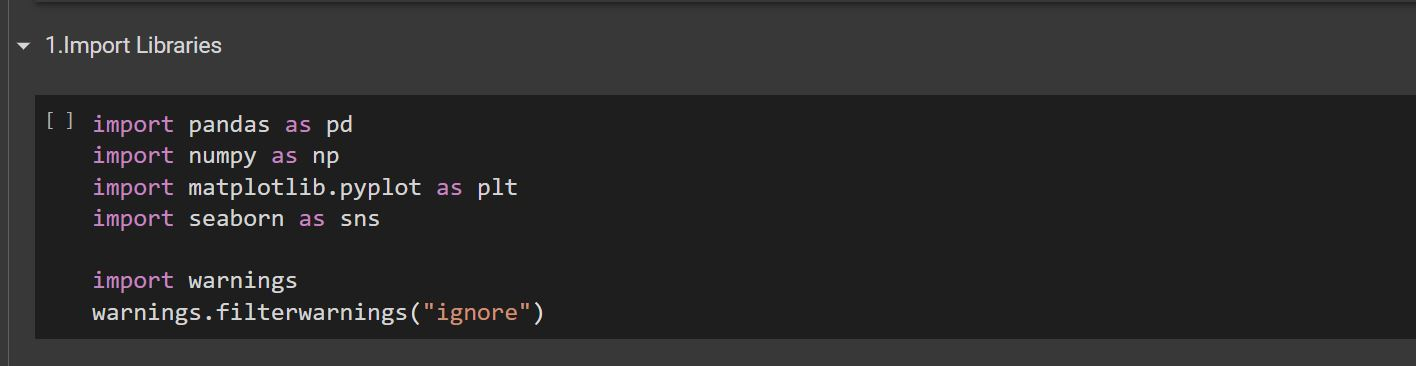 1.Import Libraries
[ ] import pandas as pd
import numpy as np
import matplotlib.pyplot as plt
import seaborn as sns
import warnings
warnings.filterwarnings("ignore")